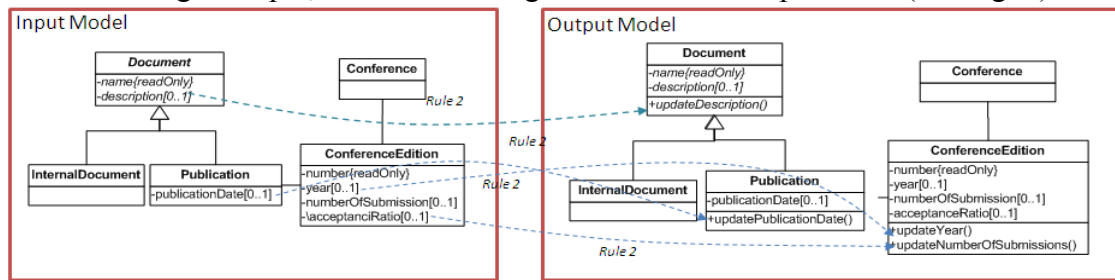 Input Model
Document
-name{readOnly}
-description[0..1]
Conference
Rule 2
InternalDocument
Publication
-publicationDate[0..1]
ConferenceEdition
-number{readOnly}
-year[0..1]
-numberOfSubmission[0..1]
-\acceptanciRatio[0..1]
Rule 2
Rule 2
Rule 2
Output Model
Document
-name{readOnly}
-description[0..1]
+updateDescription()
Conference
InternalDocument
Publication
-publicationDate[0..1]
+updatePublicationDate()
ConferenceEdition
-number{readOnly}
-year[0..1]
-numberOfSubmission[0..1]
-acceptanceRatio[0..1]
+updateYear()
+updateNumberOfSubmissions()